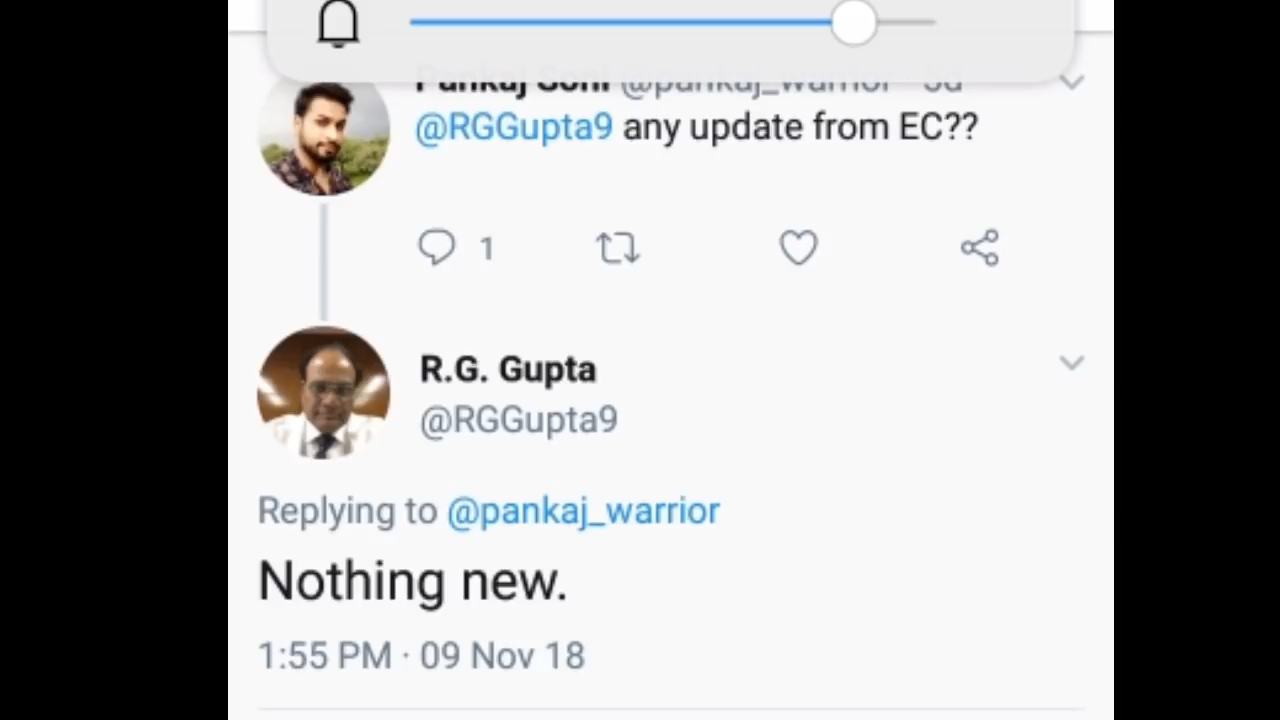 Pankaj Soni @pankaj_warrior · 3d
@RGGupta9 any update from EC??
1
R.G. Gupta
@RGGupta9
Replying to @pankaj_warrior
Nothing new.
1:55 PM · 09 Nov 18